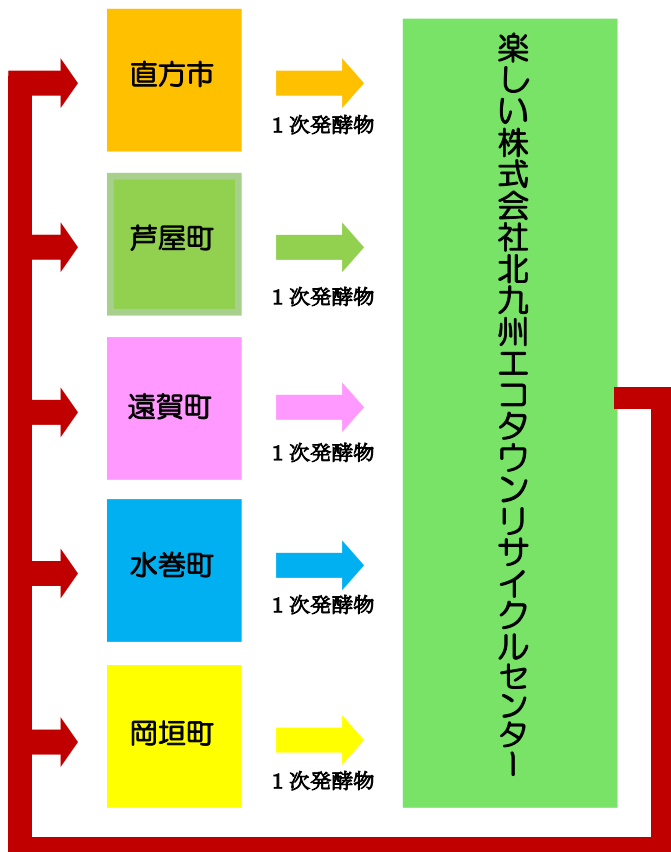 直方市
1次発酵物
芦屋町
1次発酵物
遠賀町
1次発酵物
水巻町
1次発酵物
岡垣町
1次発酵物
楽しい株式会社北九州エコタウンリサイクルセンター